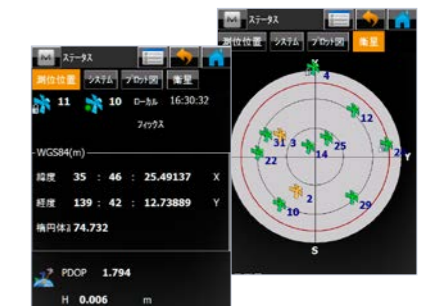 ステータス
測位位置 システム プロット図 衛星
11 10 ローカル 16:30:32
フィックス
WGS84(m)
緯度 35 : 46 : 25.49137 X
経度 139 : 42 : 12.73889 Y
楕円体高 74.732
PDOP 1.794
H 0.006 m
ステータス
測位位置 システム プロット図 衛星
4
12
31 3 25
14
22
Y
2
10 29
S